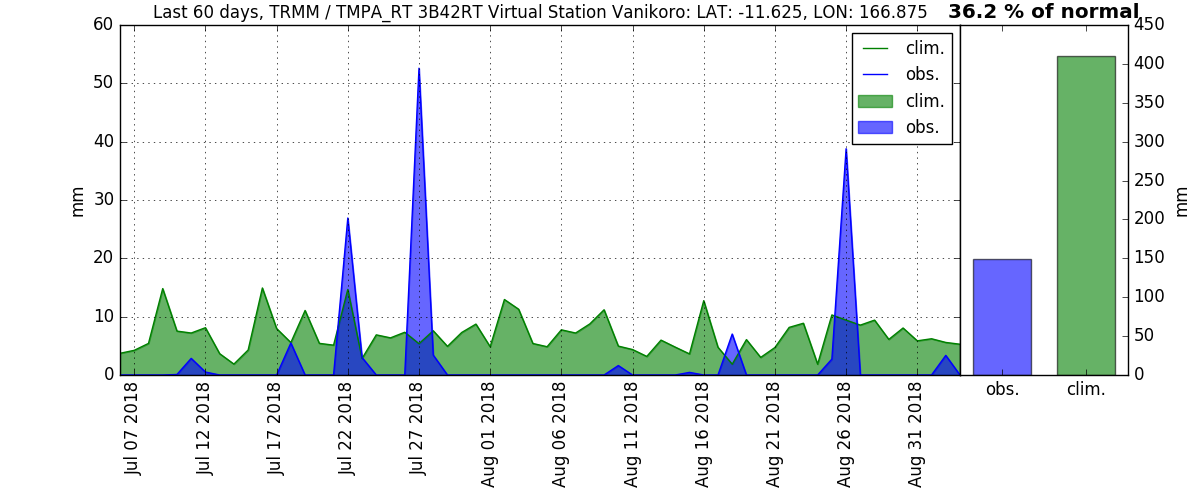 Last 60 days, TRMM / TMPA_RT 3B42RT Virtual Station Vanikoro: LAT: -11.625, LON: 166.875
36.2 % of normal
60
50
40
30
20
10
0
mm
clim.
obs.
clim.
obs.
450
400
350
300
250
200
150
100
50
0
mm
Jul 07 2018
Jul 12 2018
Jul 17 2018
Jul 22 2018
Jul 27 2018
Aug 01 2018
Aug 06 2018
Aug 11 2018
Aug 16 2018
Aug 21 2018
Aug 26 2018
Aug 31 2018
obs.
clim.